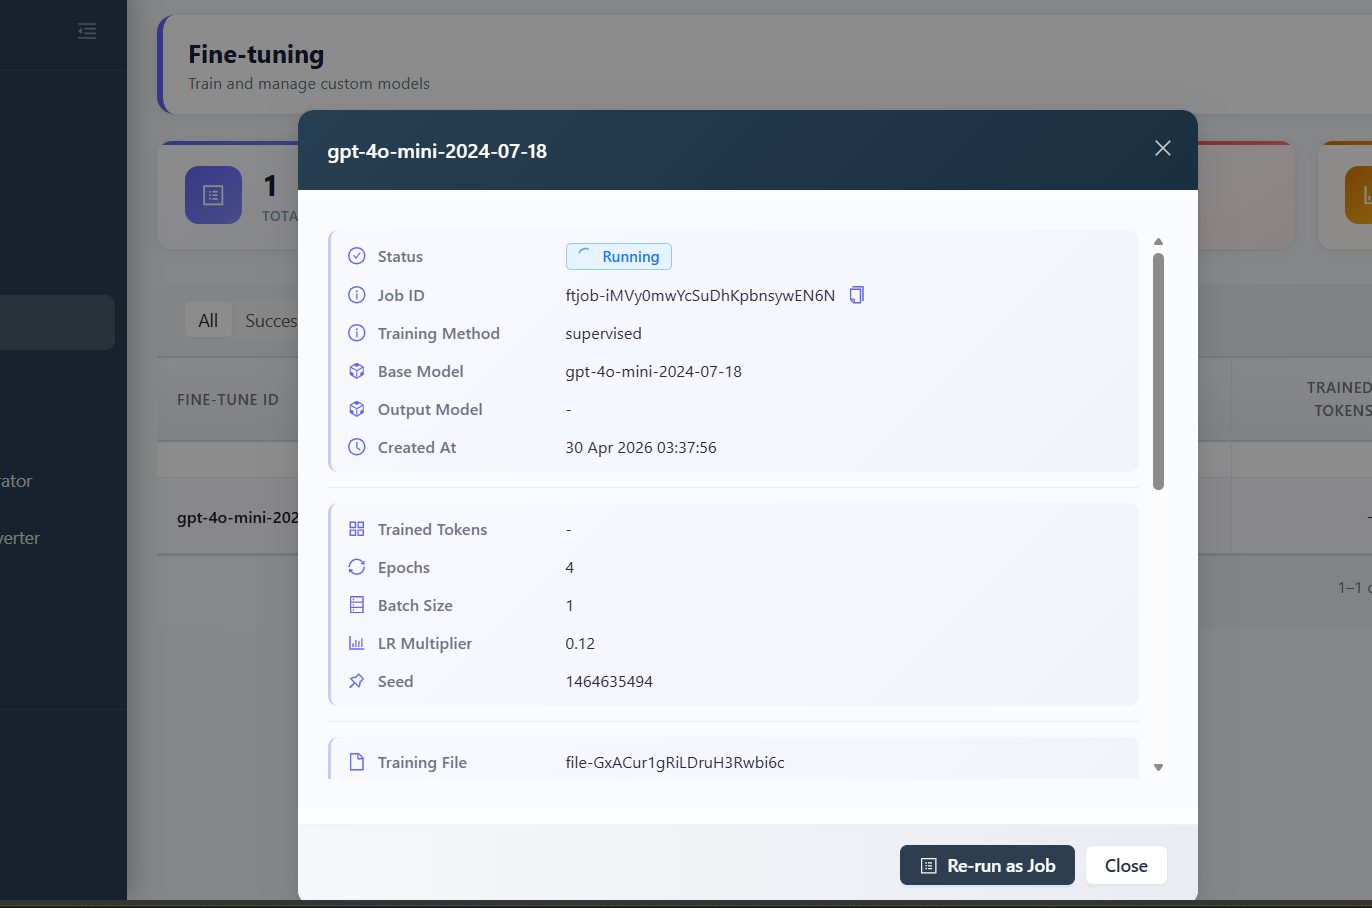 Fine-tuning
Train and manage custom models
gpt-4o-mini-2024-07-18
1
TOTA
All Succes
FINE-TUNE ID
TRAINED
TOKENS
gpt-4o-mini-202
-
1–1
ator
verter
Status Running
Job ID ftjob-iMVy0mwYcSuDhKpbnsywEN6N
Training Method supervised
Base Model gpt-4o-mini-2024-07-18
Output Model -
Created At 30 Apr 2026 03:37:56
Trained Tokens -
Epochs 4
Batch Size 1
LR Multiplier 0.12
Seed 1464635494
Training File file-GxACur1gRiLDruH3Rwbi6c
Re-run as Job Close